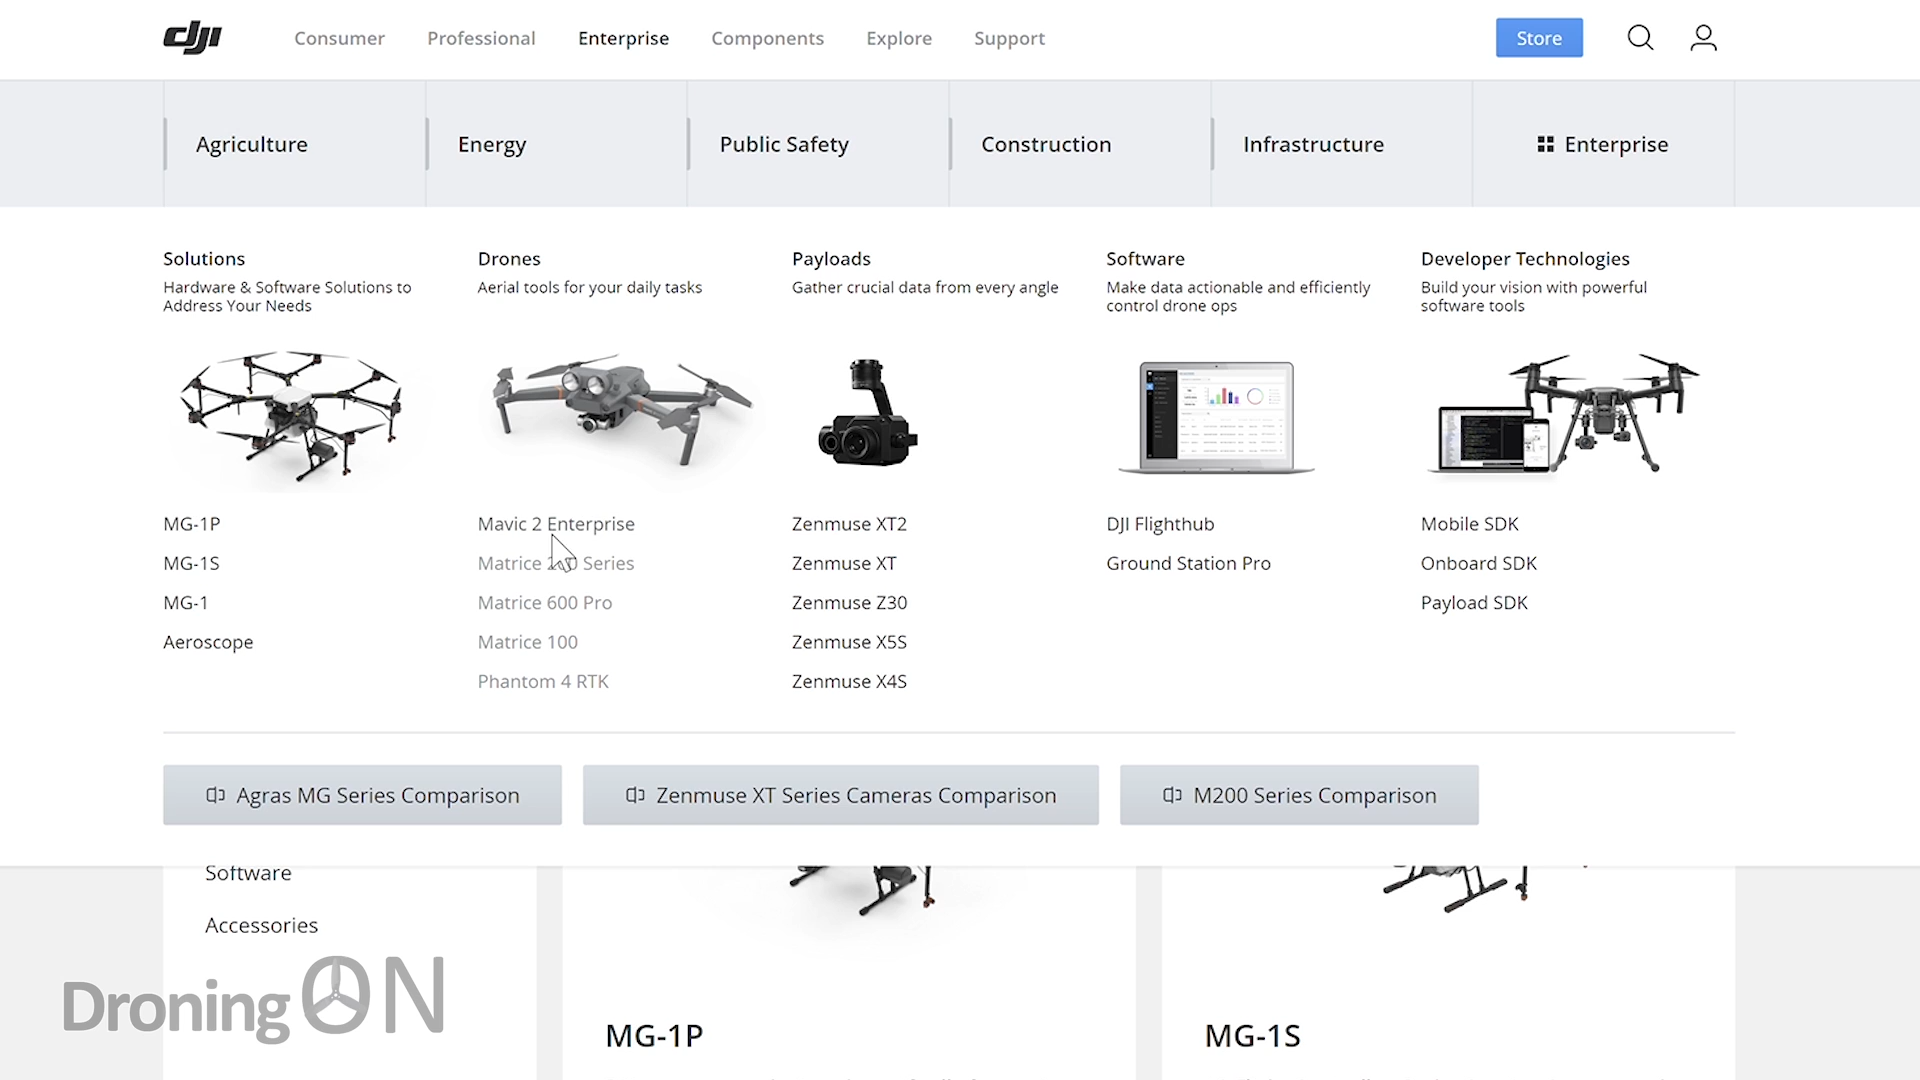 dji
Consumer
Professional
Enterprise
Components
Explore
Support
Store
Agriculture
Energy
Public Safety
Construction
Infrastructure
Enterprise
Solutions
Hardware & Software Solutions to
Address Your Needs
MG-1P
MG-1S
MG-1
Aeroscope
Drones
Aerial tools for your daily tasks
Mavic 2 Enterprise
Matrice 200 Series
Matrice 600 Pro
Matrice 100
Phantom 4 RTK
Payloads
Gather crucial data from every angle
Zenmuse XT2
Zenmuse XT
Zenmuse Z30
Zenmuse X5S
Zenmuse X4S
Software
Make data actionable and efficiently
control drone ops
DJI Flighthub
Ground Station Pro
Developer Technologies
Build your vision with powerful
software tools
Mobile SDK
Onboard SDK
Payload SDK
Agras MG Series Comparison
Zenmuse XT Series Cameras Comparison
M200 Series Comparison
Software
Accessories
DroningON
MG-1P
MG-1S